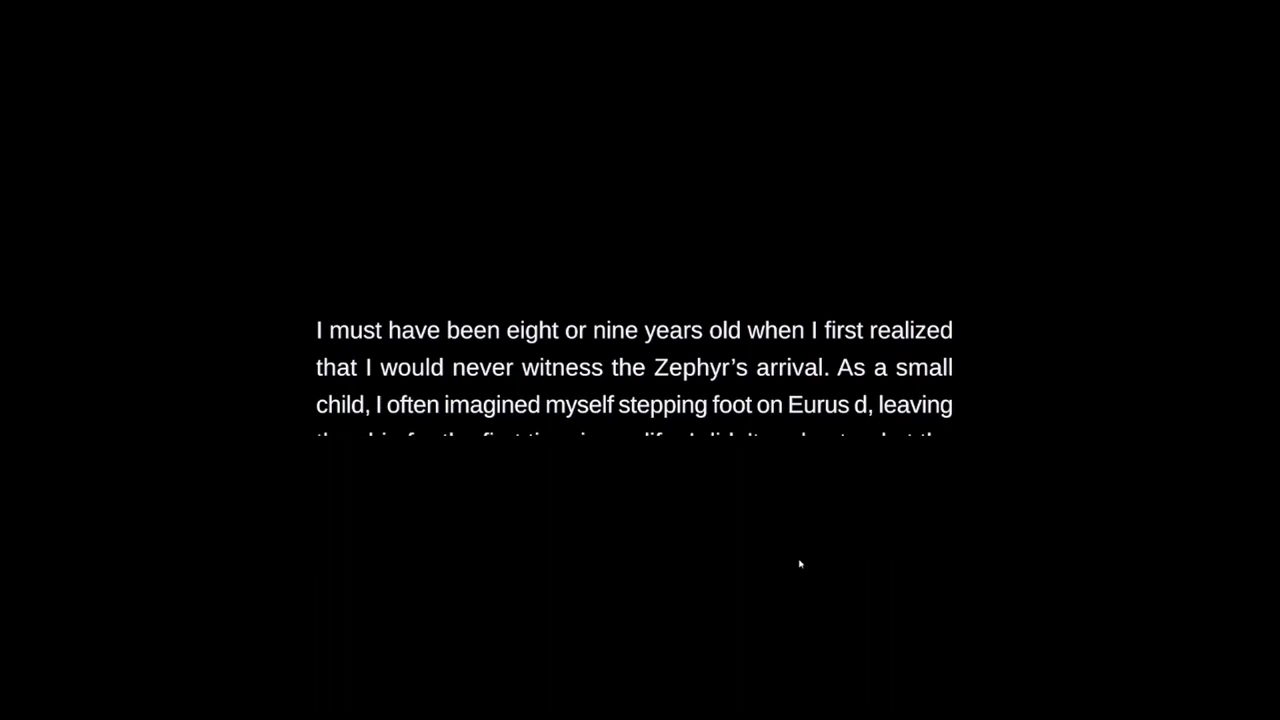 I must have been eight or nine years old when I first realized
that I would never witness the Zephyr’s arrival. As a small
child, I often imagined myself stepping foot on Eurus d, leaving